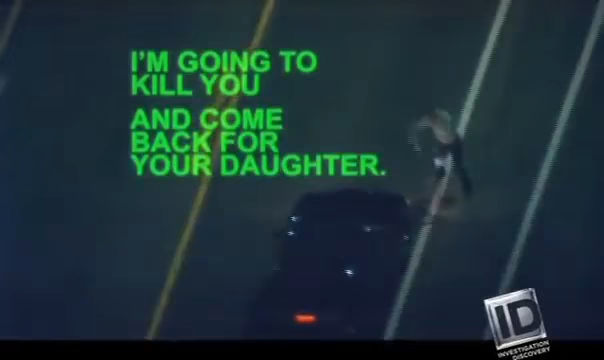 I'M GOING TO
KILL YOU
AND COME
BACK FOR
YOUR DAUGHTER.
ID
INVESTIGATION
DISCOVERY